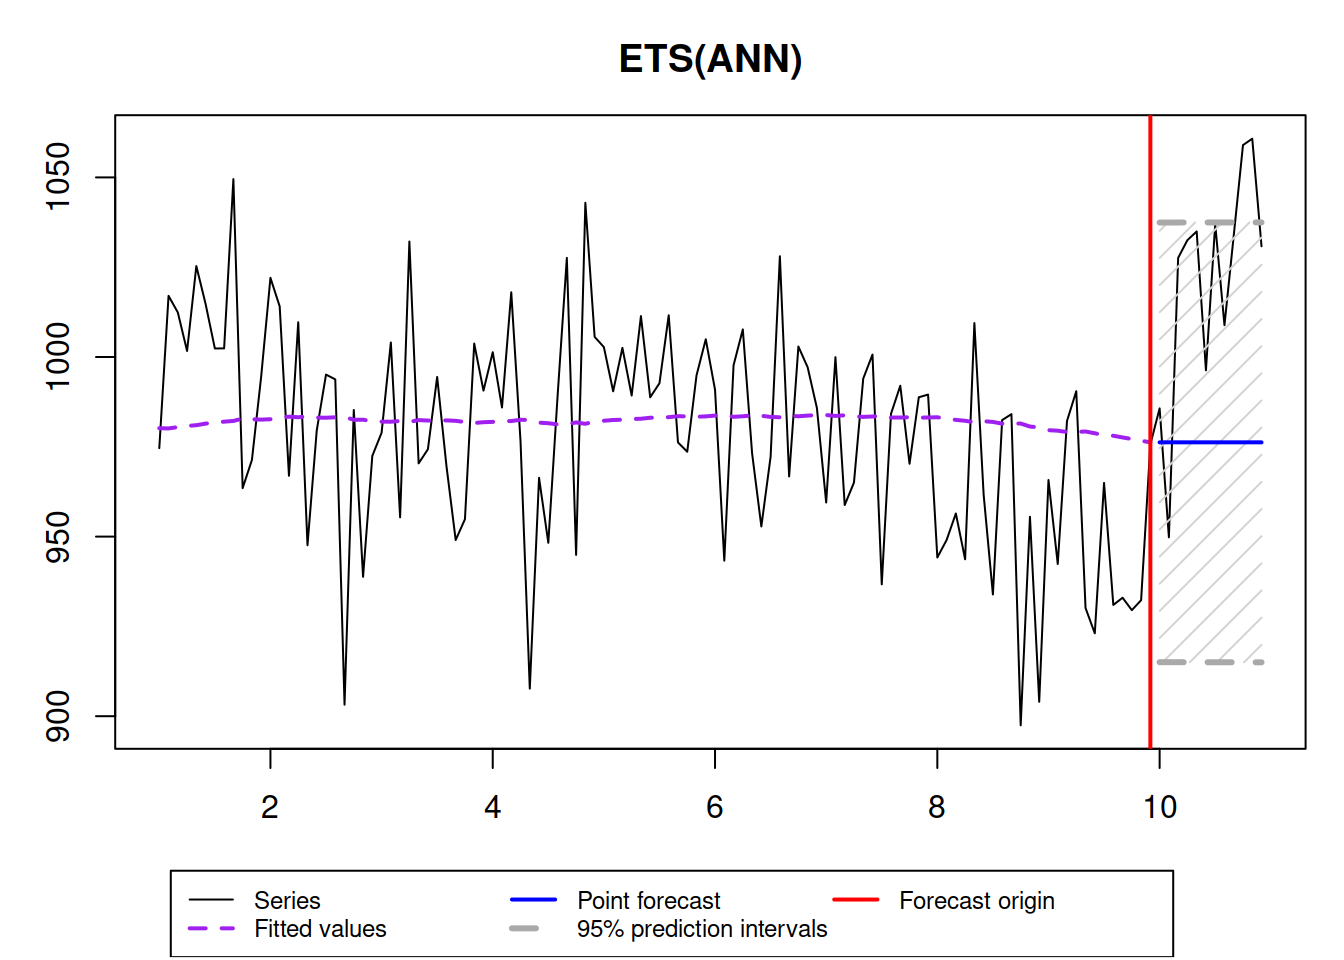 ETS(ANN)
1050
1000
950
900
2 4 6 8 10
Series Point forecast Forecast origin
Fitted values 95% prediction intervals